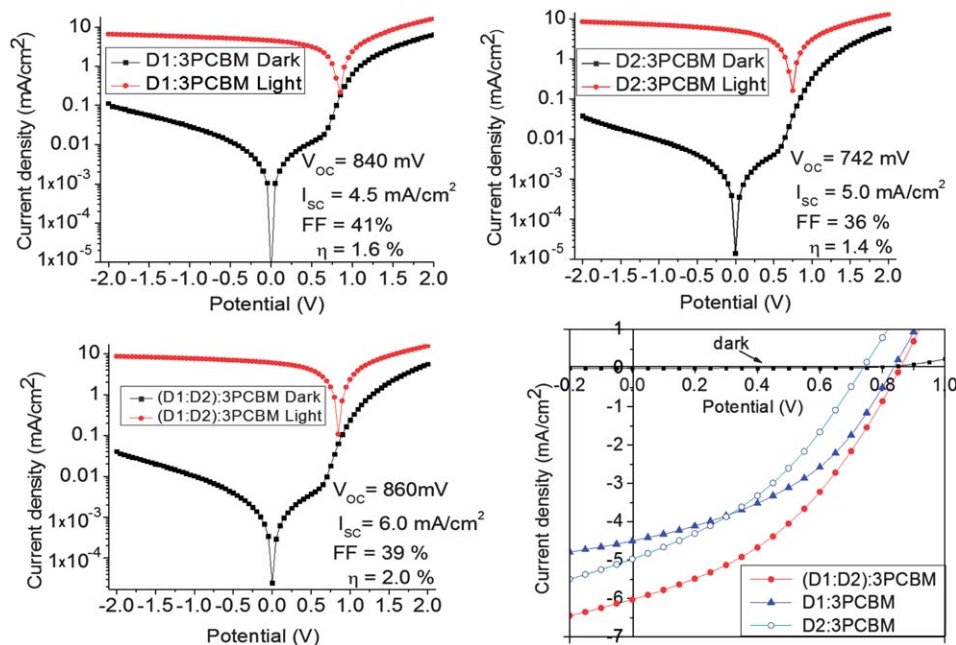 Current density (mA/cm²)
10
1
0.1
0.01
1x10⁻³
1x10⁻⁴
1x10⁻⁵
D1:3PCBM Dark
D1:3PCBM Light
V_OC = 840 mV
I_SC = 4.5 mA/cm²
FF = 41%
η = 1.6 %
-2.0 -1.5 -1.0 -0.5 0.0 0.5 1.0 1.5 2.0
Potential (V)
Current density (mA/cm²)
10
1
0.1
0.01
1x10⁻³
1x10⁻⁴
1x10⁻⁵
D2:3PCBM Dark
D2:3PCBM Light
V_OC = 742 mV
I_SC = 5.0 mA/cm²
FF = 36 %
η = 1.4 %
-2.0 -1.5 -1.0 -0.5 0.0 0.5 1.0 1.5 2.0
Potential (V)
Current density (mA/cm²)
10
1
0.1
0.01
1x10⁻³
1x10⁻⁴
(D1:D2):3PCBM Dark
(D1:D2):3PCBM Light
V_OC = 860mV
I_SC = 6.0 mA/cm²
FF = 39 %
η = 2.0 %
-2.0 -1.5 -1.0 -0.5 0.0 0.5 1.0 1.5 2.0
Potential (V)
Current density (mA/cm²)
1
dark
0
-0.2 0.0 0.2 0.4 0.6 0.8 1.0
Potential (V)
-1
-2
-3
-4
-5
-6
-7
(D1:D2):3PCBM
D1:3PCBM
D2:3PCBM